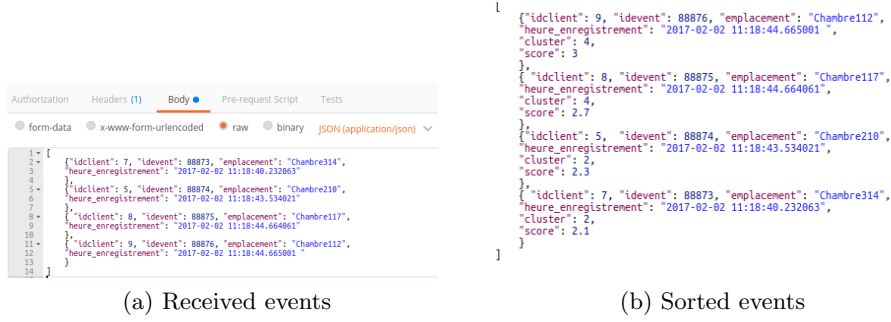 Authorization Headers (1) Body Pre-request Script Tests
form-data x-www-form-urlencoded raw binary JSON (application/json)
1 [
2 {"idclient": 7, "idevent": 88873, "emplacement": "Chambre314",
3 "heure_enregistrement": "2017-02-02 11:18:40.232063"
4 },
5 { "idclient": 5, "idevent": 88874, "emplacement": "Chambre210",
6 "heure_enregistrement": "2017-02-02 11:18:43.534021"
7 },
8 { "idclient": 8, "idevent": 88875, "emplacement": "Chambre117",
9 "heure_enregistrement": "2017-02-02 11:18:44.664061"
10 },
11 { "idclient": 9, "idevent": 88876, "emplacement": "Chambre112",
12 "heure_enregistrement": "2017-02-02 11:18:44.665001 "
13 }
14 ]
(a) Received events
[
{"idclient": 9, "idevent": 88876, "emplacement": "Chambre112",
"heure_enregistrement": "2017-02-02 11:18:44.665001 ",
"cluster": 4,
"score": 3
},
{ "idclient": 8, "idevent": 88875, "emplacement": "Chambre117",
"heure_enregistrement": "2017-02-02 11:18:44.664061",
"cluster": 4,
"score": 2.7
},
{"idclient": 5, "idevent": 88874, "emplacement": "Chambre210",
"heure_enregistrement": "2017-02-02 11:18:43.534021",
"cluster": 2,
"score": 2.3
},
{"idclient": 7, "idevent": 88873, "emplacement": "Chambre314",
"heure_enregistrement": "2017-02-02 11:18:40.232063",
"cluster": 2,
"score": 2.1
}
]
(b) Sorted events